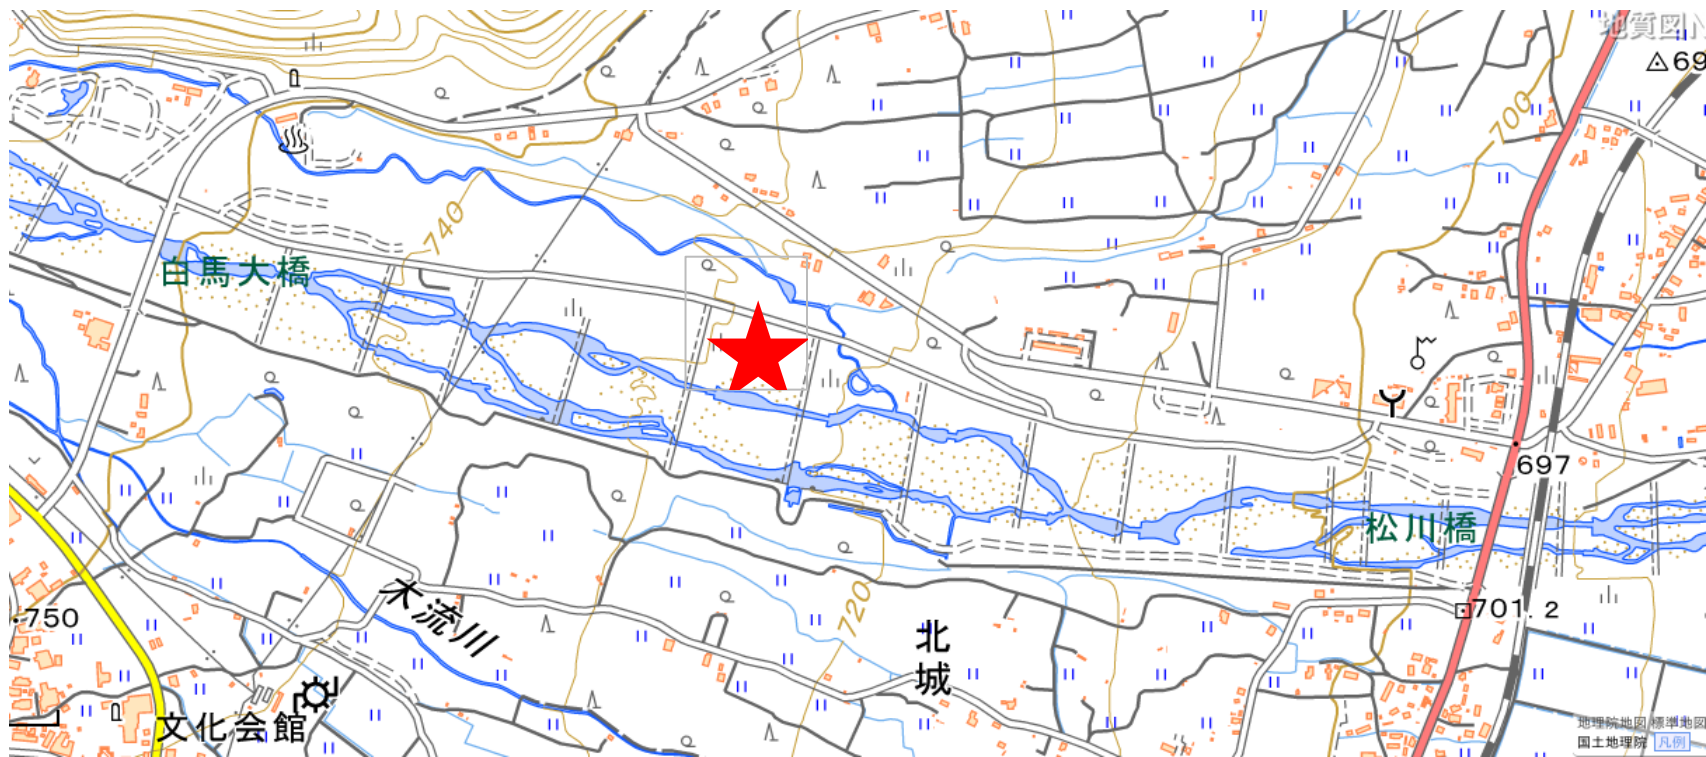 地質図N
69
700
740
白馬大橋
697
松川橋
701.2
720
750
木流川
北城
文化会館
地理院地図 標準地図
国土地理院 凡例